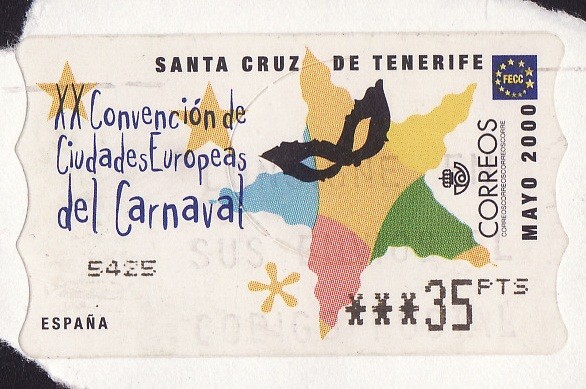 SANTA CRUZ DE TENERIFE
FECC
XX Convención de
Ciudades Europeas
del Carnaval
CORREOS
CORREOSCORREOSCORREOSCORRE
MAYO 2000
5425
***35 PTS
ESPAÑA